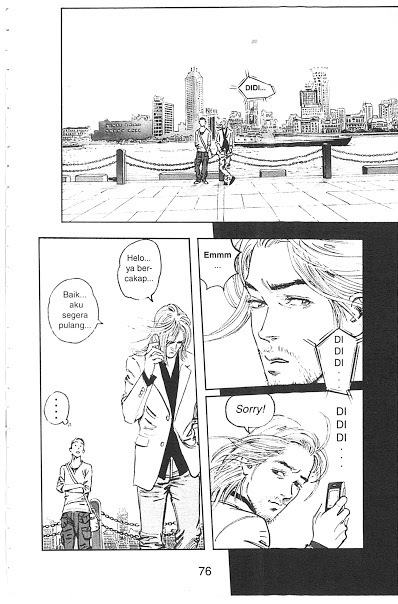 DIDI...
Emmm
...
DI
DI
DI
...
Sorry!
DI
DI
DI
...
Helo...
ya ber-
cakap...
Baik...
aku
segera
pulang...
....
76